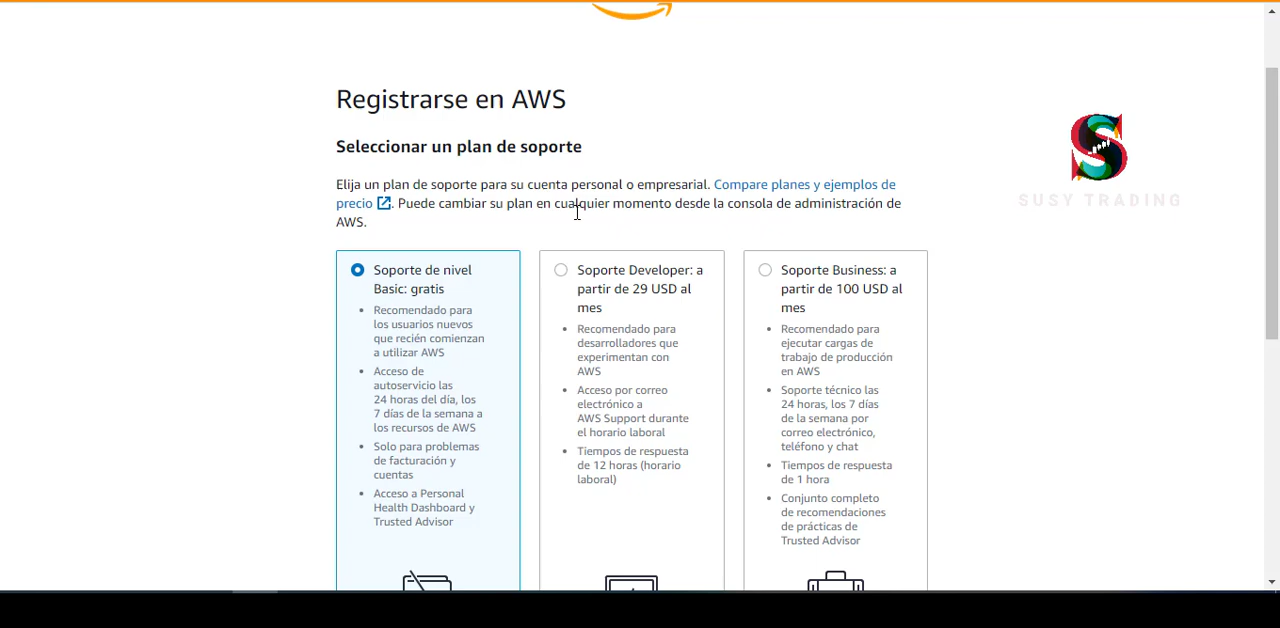 Registrarse en AWS
Seleccionar un plan de soporte
Elija un plan de soporte para su cuenta personal o empresarial. Compare planes y ejemplos de
precio. Puede cambiar su plan en cualquier momento desde la consola de administración de
AWS.
SUSY TRADING
Soporte de nivel
Basic: gratis
Recomendado para
los usuarios nuevos
que recién comienzan
a utilizar AWS
Acceso de
autoservicio las
24 horas del día, los
7 días de la semana a
los recursos de AWS
Solo para problemas
de facturación y
cuentas
Acceso a Personal
Health Dashboard y
Trusted Advisor
Soporte Developer: a
partir de 29 USD al
mes
Recomendado para
desarrolladores que
experimentan con
AWS
Acceso por correo
electrónico a
AWS Support durante
el horario laboral
Tiempos de respuesta
de 12 horas (horario
laboral)
Soporte Business: a
partir de 100 USD al
mes
Recomendado para
ejecutar cargas de
trabajo de producción
en AWS
Soporte técnico las
24 horas, los 7 días
de la semana por
correo electrónico,
teléfono y chat
Tiempos de respuesta
de 1 hora
Conjunto completo
de recomendaciones
de prácticas de
Trusted Advisor